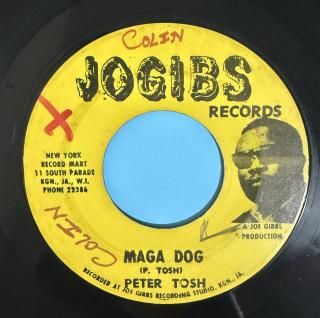 COLIN
JOGIBS
RECORDS
NEW YORK
RECORD MART
11 SOUTH PARADE
KGN., JA., W.I.
PHONE 22386
A JOE GIBBS
PRODUCTION
COLIN
MAGA DOG
(P. TOSH)
PETER TOSH
RECORDED AT JOE GIBBS RECORDING STUDIO, KGN., JA.